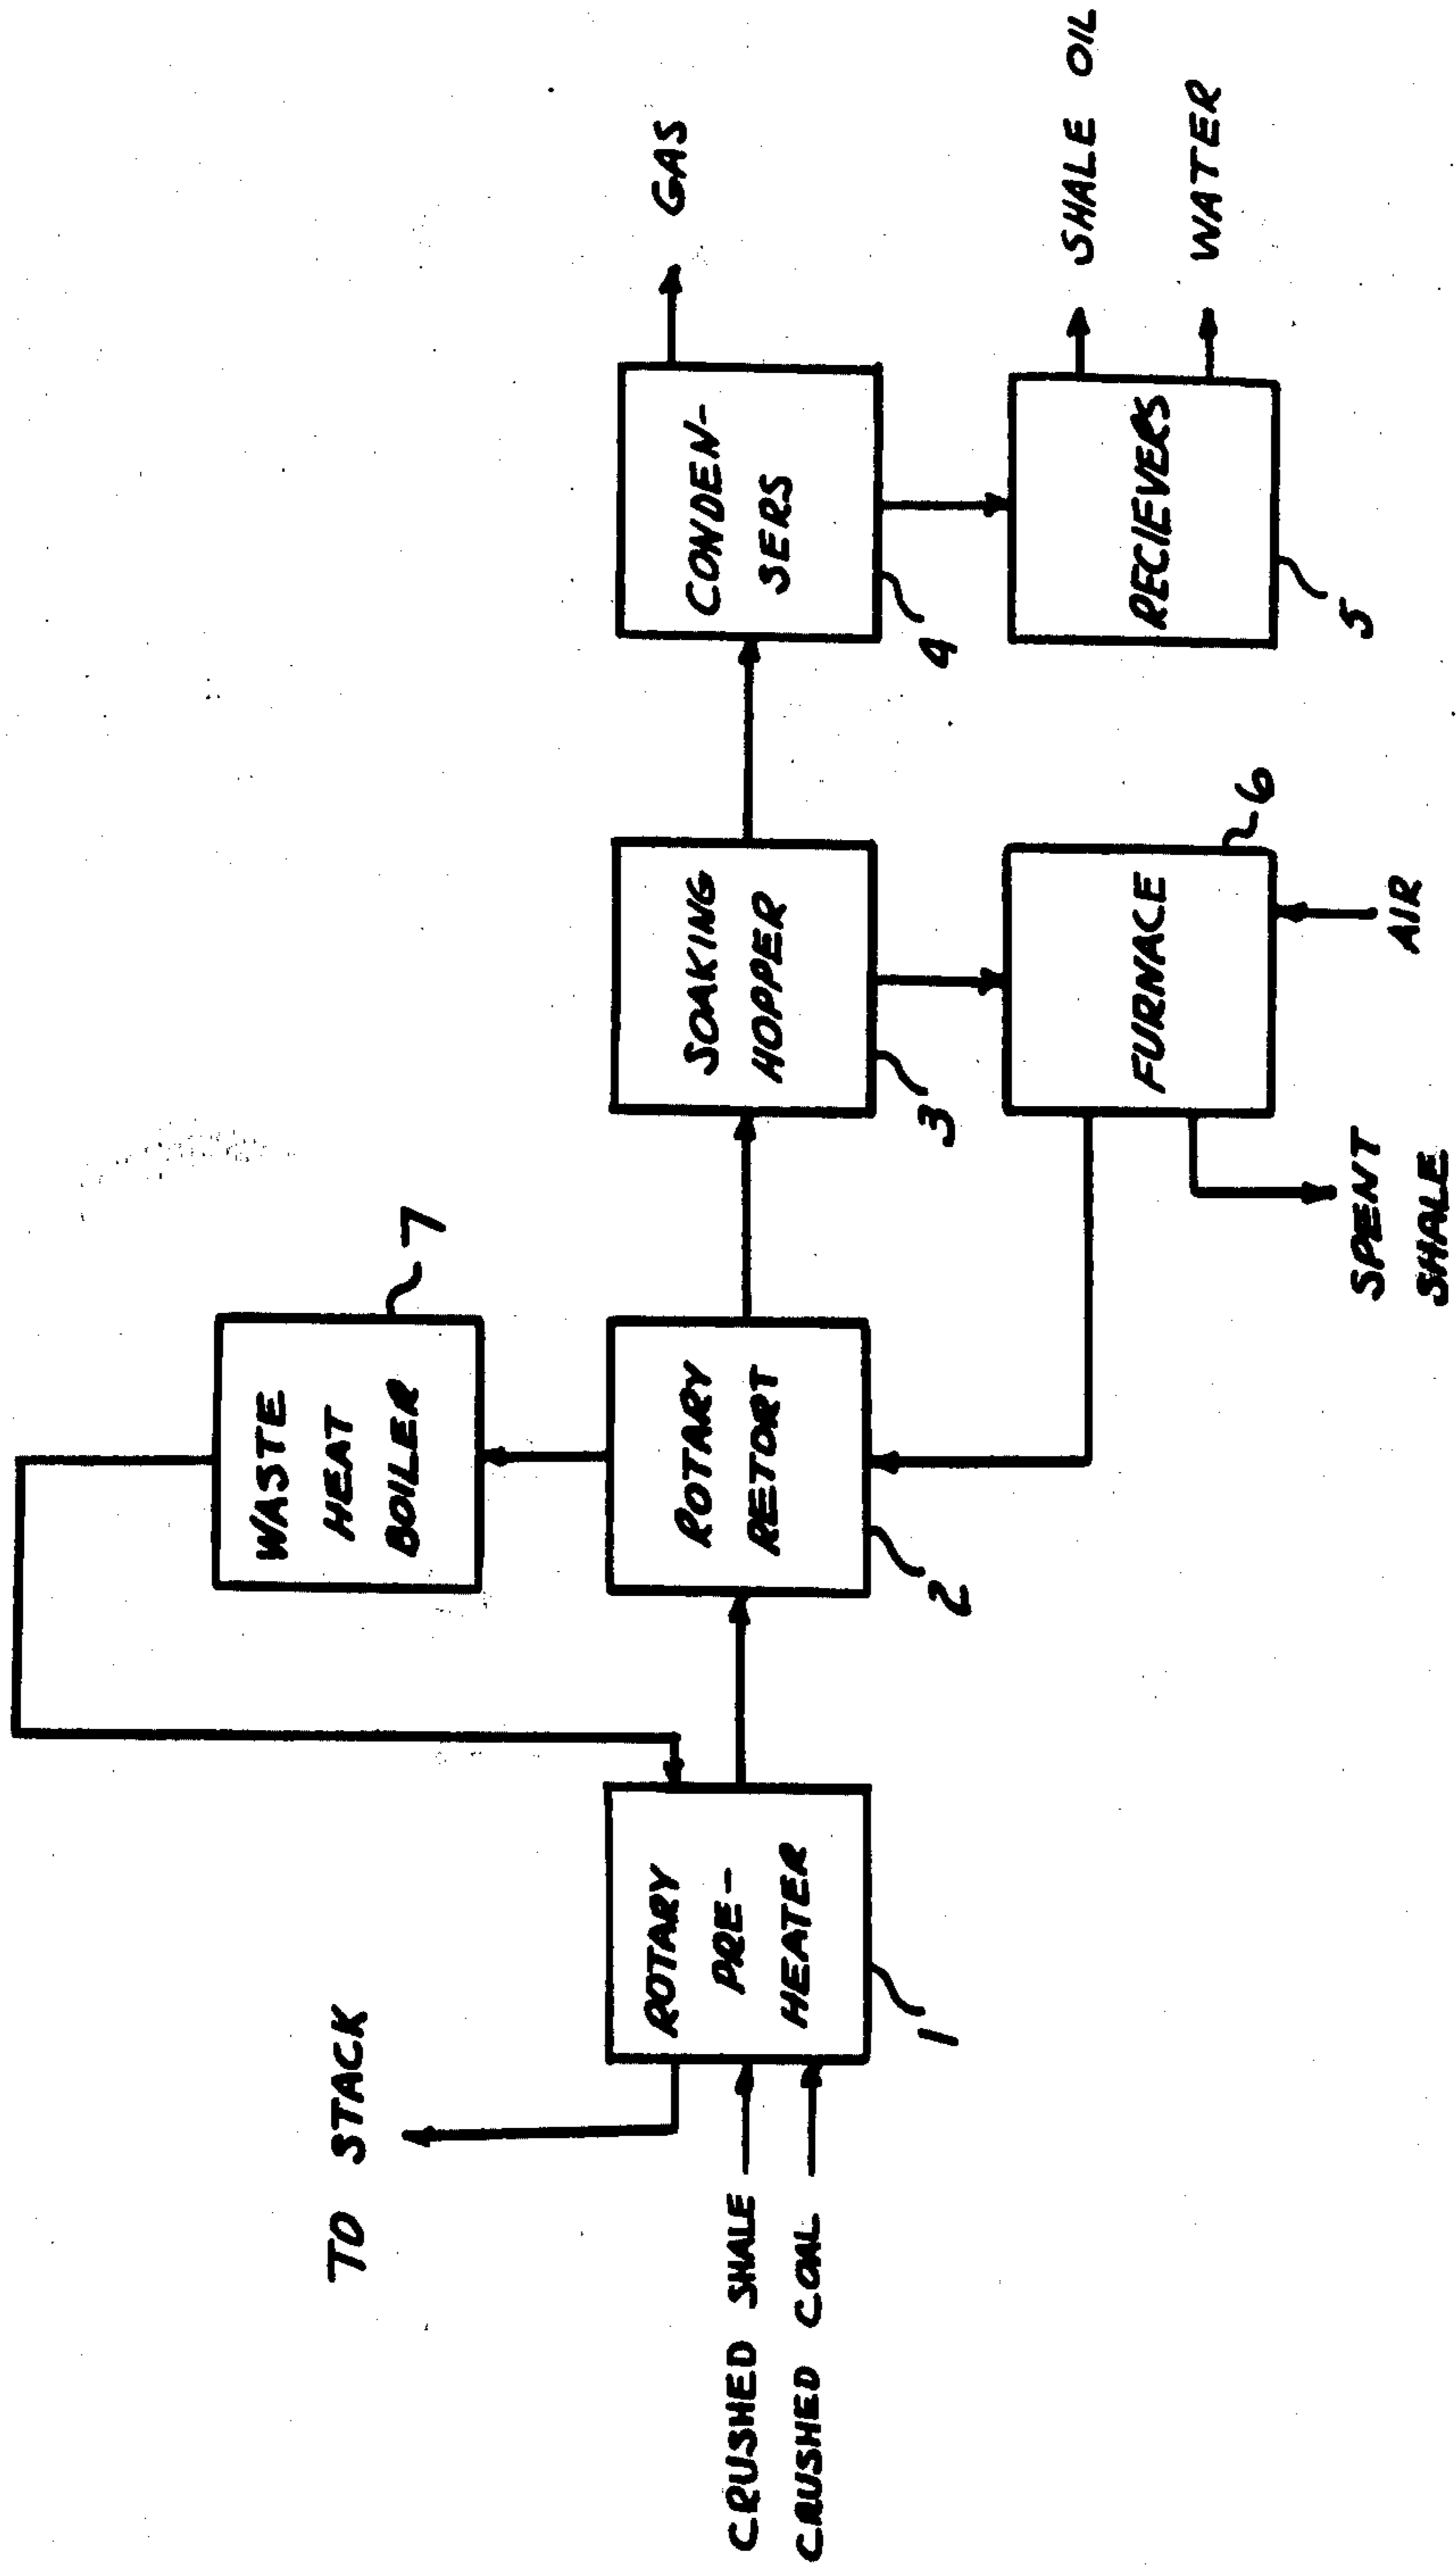 TO STACK
CRUSHED SHALE
CRUSHED COAL
ROTARY
PRE-
HEATER
1
WASTE
HEAT
BOILER
7
ROTARY
RETORT
2
SOAKING
HOPPER
3
CONDEN-
SERS
4
GAS
FURNACE
6
AIR
SPENT
SHALE
RECIEVERS
5
SHALE OIL
WATER